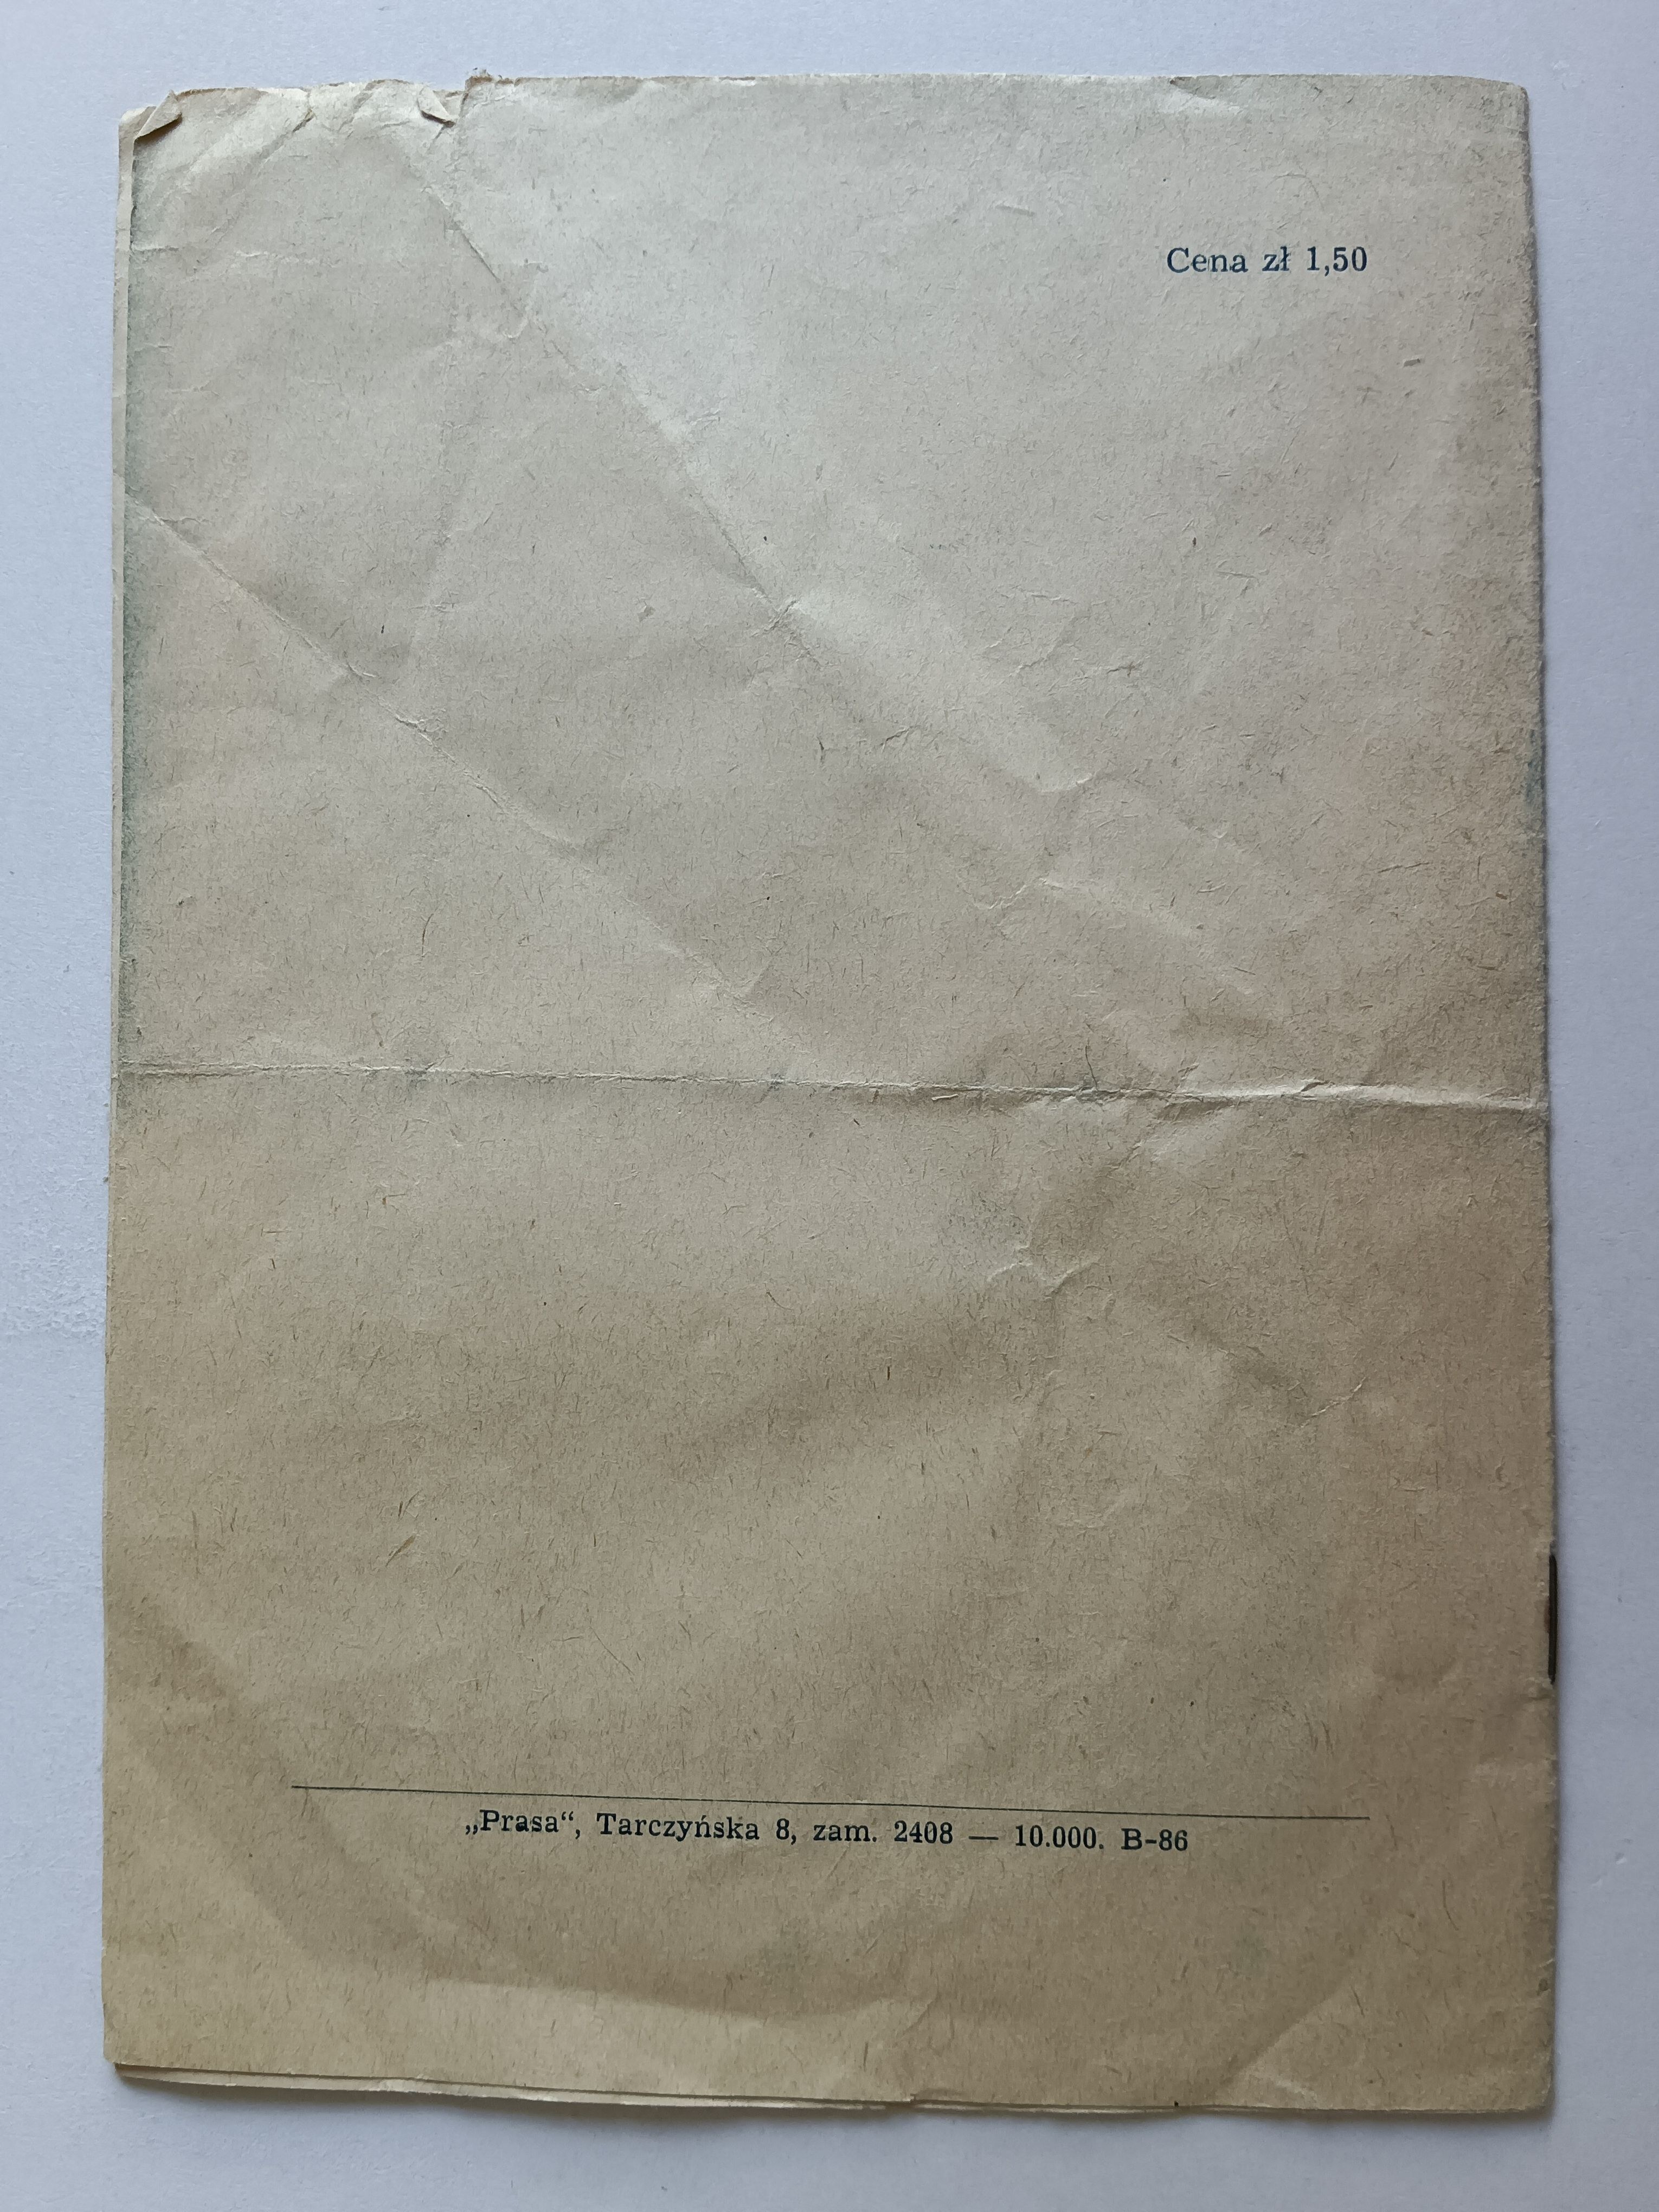 Cena zł 1,50
„Prasa“, Tarczyńska 8, zam. 2408 — 10.000. B-86